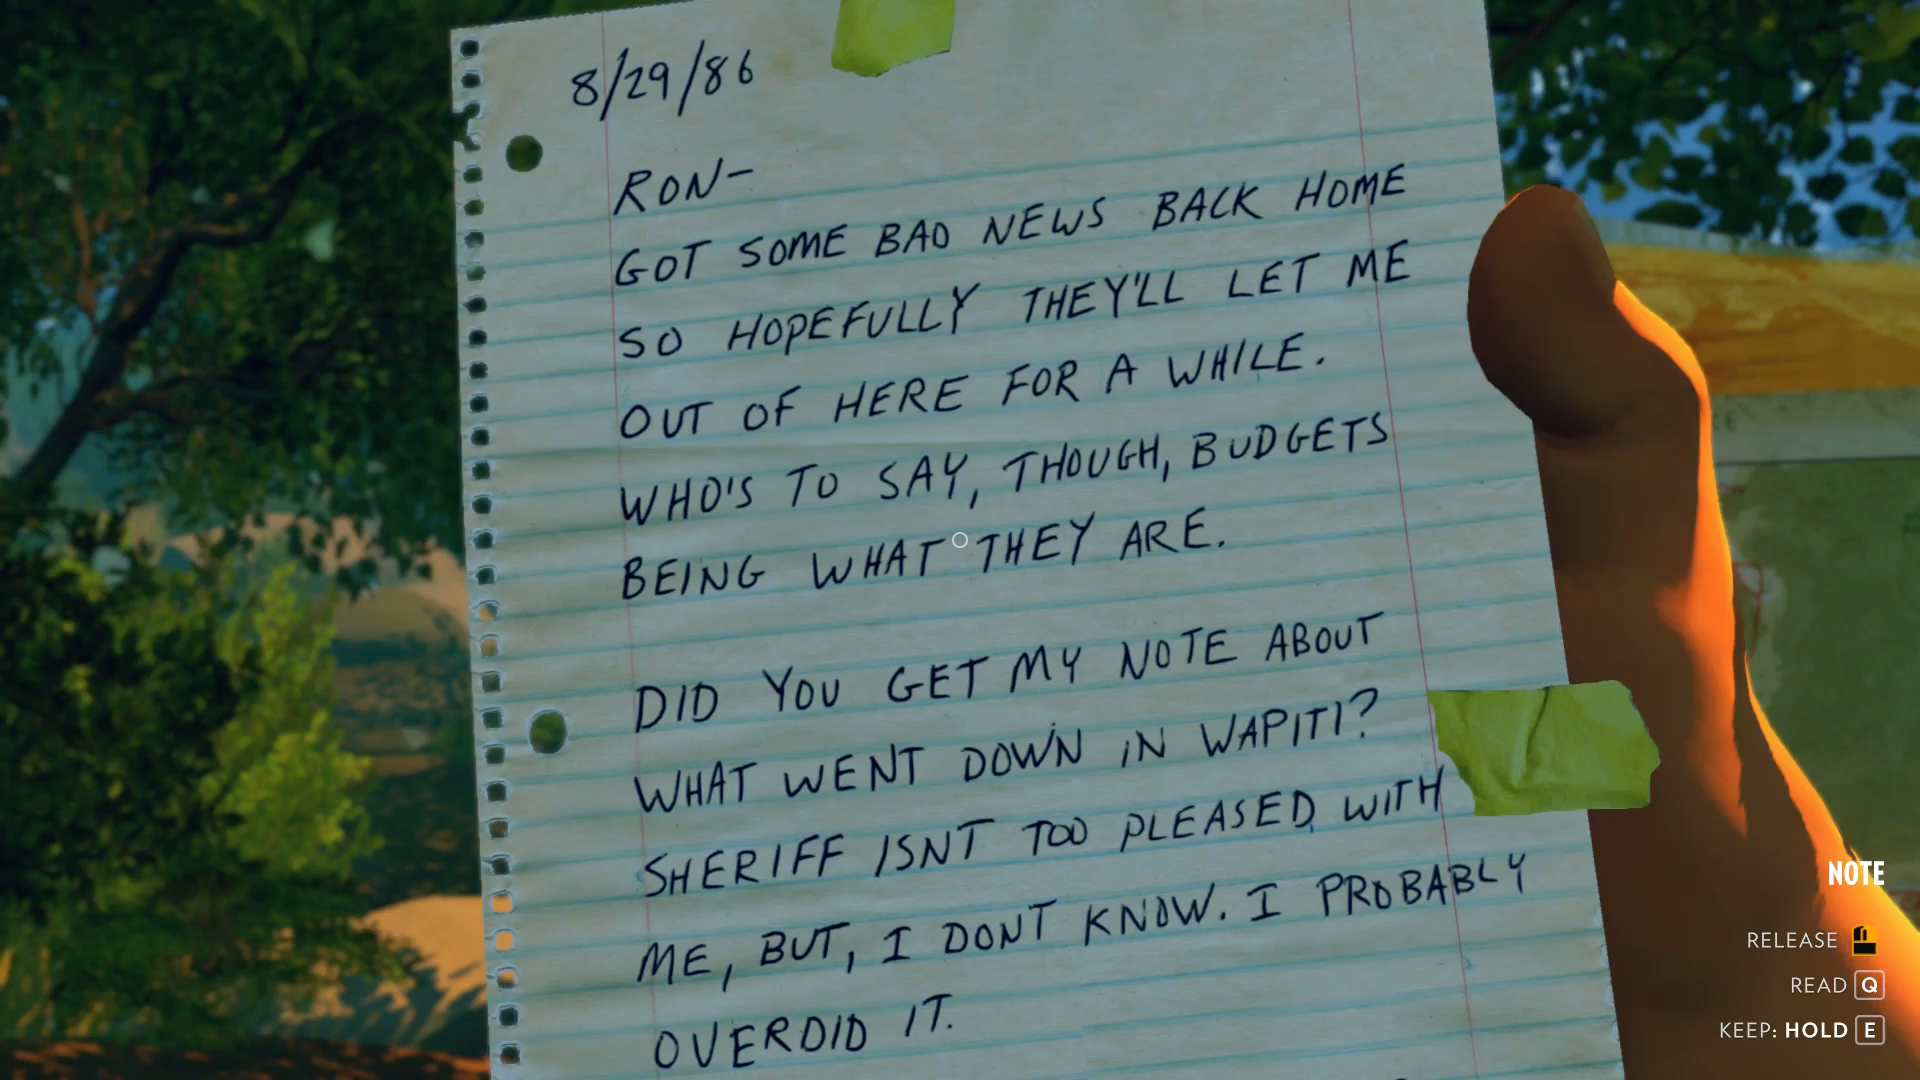 8/29/86
RON-
GOT SOME BAD NEWS BACK HOME
SO HOPEFULLY THEY'LL LET ME
OUT OF HERE FOR A WHILE.
WHO'S TO SAY, THOUGH, BUDGETS
BEING WHAT THEY ARE.
DID YOU GET MY NOTE ABOUT
WHAT WENT DOWN IN WAPITI?
SHERIFF ISNT TOO PLEASED WITH
ME, BUT, I DONT KNOW. I PROBABLY
OVERDID IT.
NOTE
RELEASE
READ Q
KEEP: HOLD E